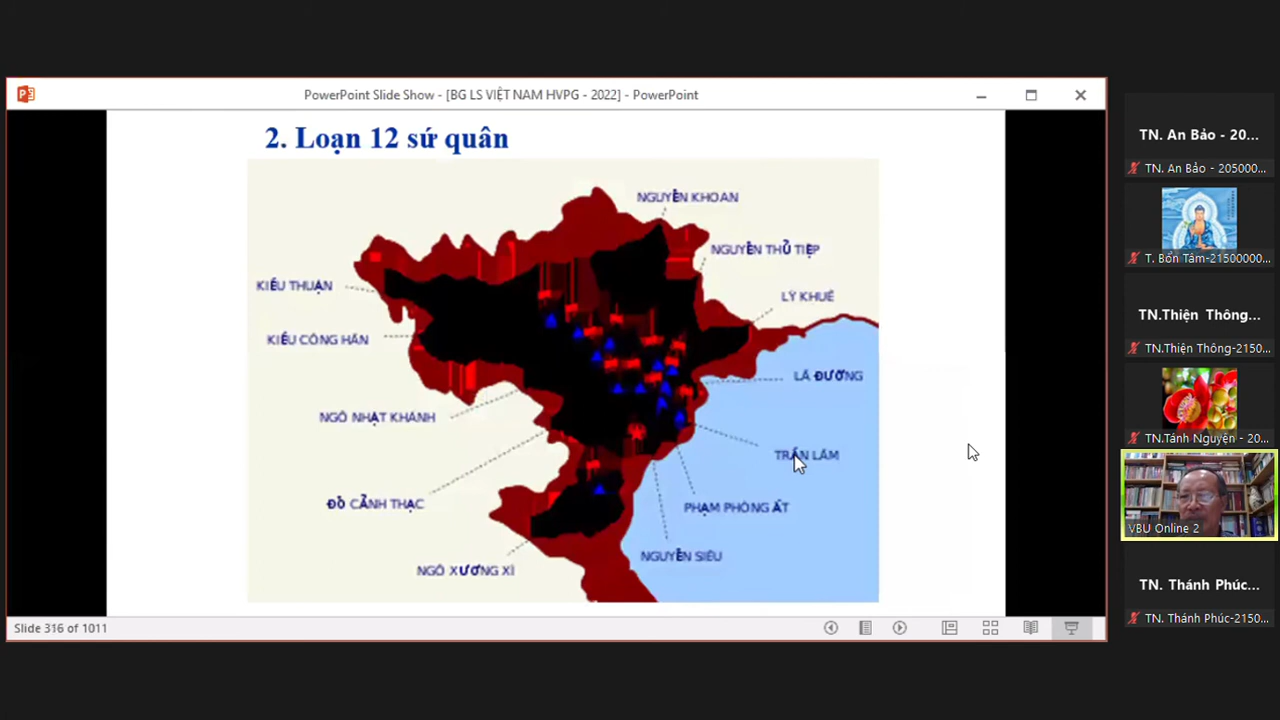 PowerPoint Slide Show - [BG LS VIỆT NAM HVPG - 2022] - PowerPoint
2. Loạn 12 sứ quân
NGUYỄN KHOAN
NGUYỄN THỦ TIỆP
KIỀU THUẬN
LÝ KHUÊ
KIỀU CÔNG HÃN
LÃ ĐƯỜNG
NGÔ NHẬT KHÁNH
TRẦN LÃM
ĐỖ CẢNH THẠC
PHẠM PHÒNG ÁT
NGUYỄN SIÊU
NGÔ XƯƠNG XÍ
Slide 316 of 1011
TN. An Bảo - 20...
TN. An Bảo - 205000...
T. Bổn Tâm-21500000...
TN.Thiện Thông...
TN.Thiện Thông-2150...
TN.Tánh Nguyện - 20...
VBU Online 2
TN. Thánh Phúc...
TN. Thánh Phúc-2150...